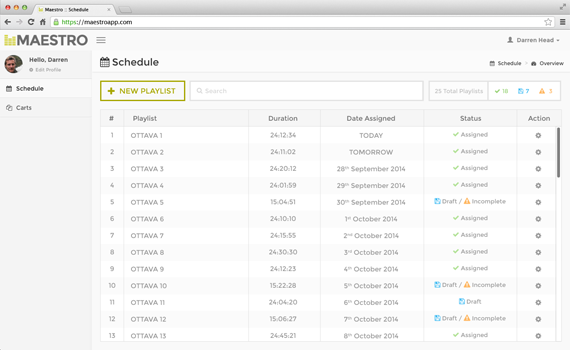 Maestro :: Schedule
https://maestroapp.com
MAESTRO
Darren Head
Hello, Darren
Edit Profile
Schedule
Carts
Schedule
Schedule > Overview
+ NEW PLAYLIST
Search
25 Total Playlists
18 7 3
# Playlist Duration Date Assigned Status Action
1 OTTAVA 1 24:12:34 TODAY Assigned
2 OTTAVA 2 24:11:02 TOMORROW Assigned
3 OTTAVA 3 24:20:12 28th September 2014 Assigned
4 OTTAVA 4 24:01:59 29th September 2014 Assigned
5 OTTAVA 5 15:04:51 30th September 2014 Draft / Incomplete
6 OTTAVA 6 24:10:10 1st October 2014 Assigned
7 OTTAVA 7 24:15:55 2nd October 2014 Assigned
8 OTTAVA 8 24:30:30 3rd October 2014 Assigned
9 OTTAVA 9 24:12:23 4th October 2014 Assigned
10 OTTAVA 10 15:22:28 5th October 2014 Draft / Incomplete
11 OTTAVA 11 24:04:20 6th October 2014 Draft
12 OTTAVA 12 15:06:27 7th October 2014 Draft / Incomplete
13 OTTAVA 13 24:45:21 8th October 2014 Assigned